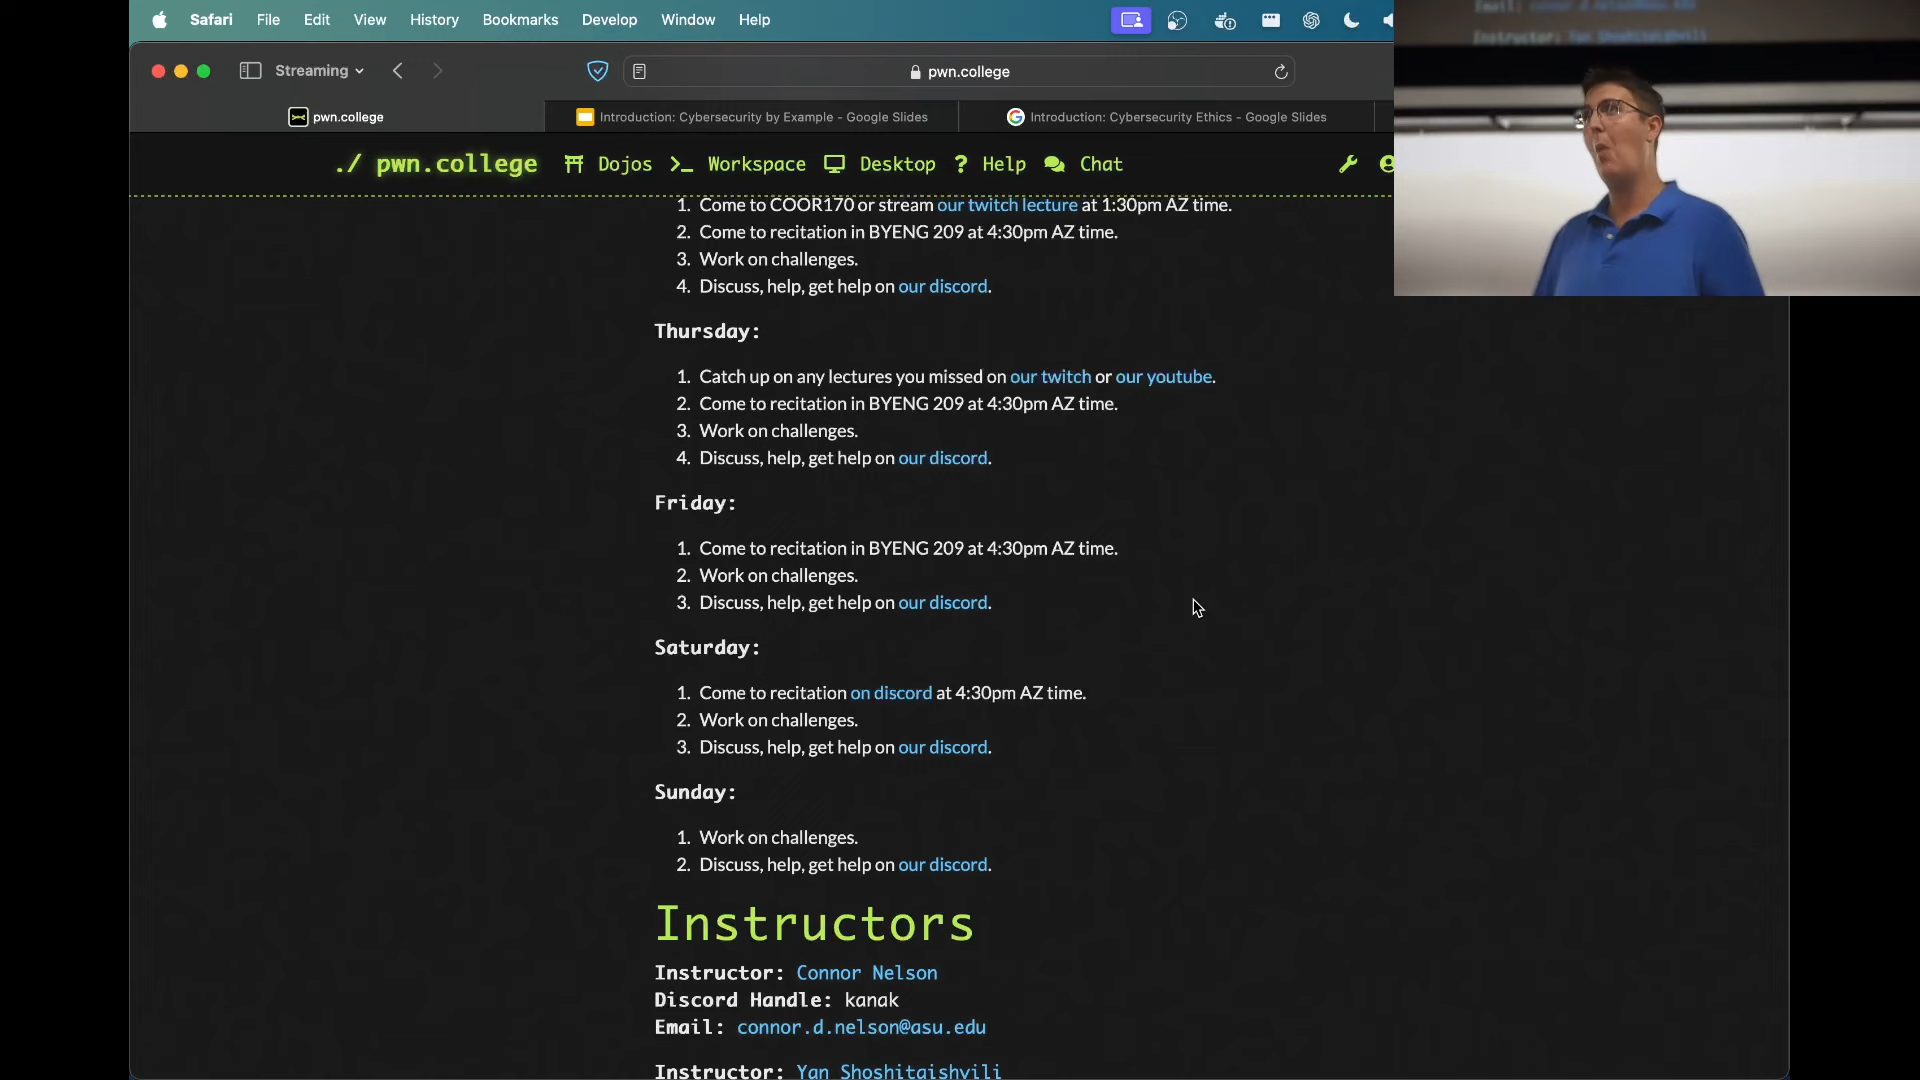 Safari File Edit View History Bookmarks Develop Window Help
Streaming
pwn.college
pwn.college
Introduction: Cybersecurity by Example - Google Slides
Introduction: Cybersecurity Ethics - Google Slides
./ pwn.college Dojos Workspace Desktop ? Help Chat
1. Come to COOR170 or stream our twitch lecture at 1:30pm AZ time.
2. Come to recitation in BYENG 209 at 4:30pm AZ time.
3. Work on challenges.
4. Discuss, help, get help on our discord.
Thursday:
1. Catch up on any lectures you missed on our twitch or our youtube.
2. Come to recitation in BYENG 209 at 4:30pm AZ time.
3. Work on challenges.
4. Discuss, help, get help on our discord.
Friday:
1. Come to recitation in BYENG 209 at 4:30pm AZ time.
2. Work on challenges.
3. Discuss, help, get help on our discord.
Saturday:
1. Come to recitation on discord at 4:30pm AZ time.
2. Work on challenges.
3. Discuss, help, get help on our discord.
Sunday:
1. Work on challenges.
2. Discuss, help, get help on our discord.
Instructors
Instructor: Connor Nelson
Discord Handle: kanak
Email: connor.d.nelson@asu.edu
Instructor: Yan Shoshitaishvili
Email: connor.d.nelson@asu.edu
Instructor: Yan Shoshitaishvili